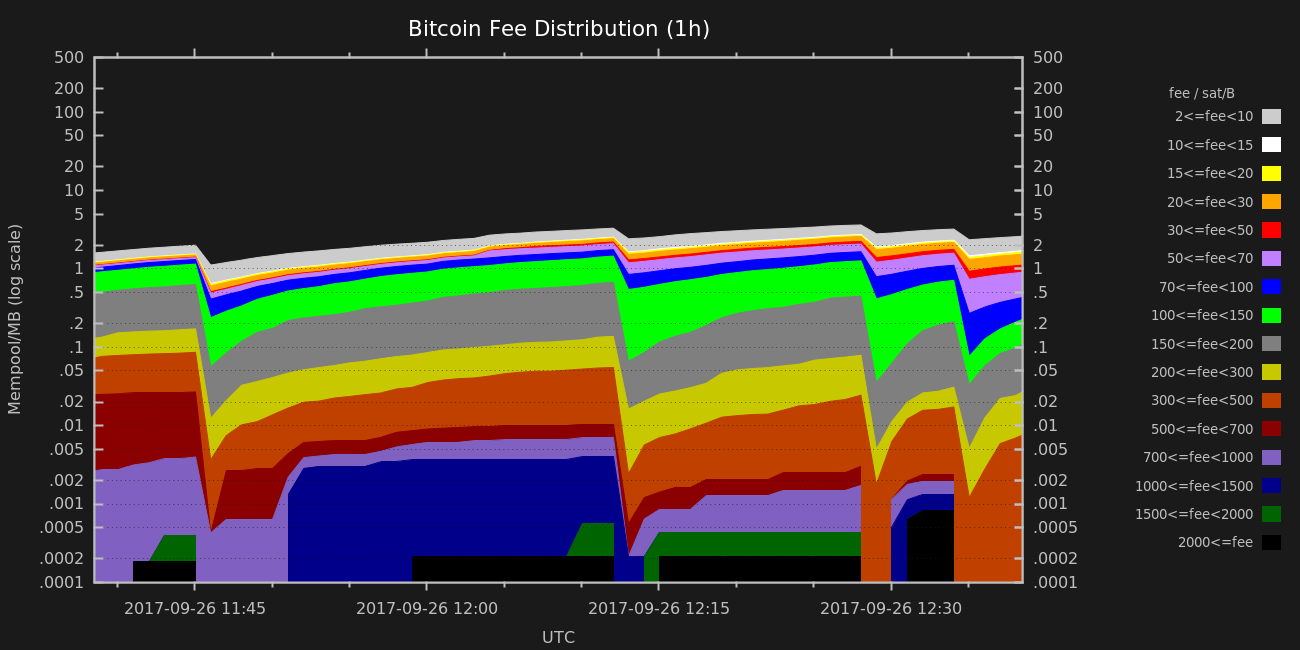 Bitcoin Fee Distribution (1h)
500 500
200 200
100 100
50 50
20 20
10 10
5 5
2 2
1 1
.5 .5
.2 .2
.1 .1
.05 .05
.02 .02
.01 .01
.005 .005
.002 .002
.001 .001
.0005 .0005
.0002 .0002
.0001 .0001
Mempool/MB (log scale)
2017-09-26 11:45 2017-09-26 12:00 2017-09-26 12:15 2017-09-26 12:30
UTC
fee / sat/B
2<=fee<10
10<=fee<15
15<=fee<20
20<=fee<30
30<=fee<50
50<=fee<70
70<=fee<100
100<=fee<150
150<=fee<200
200<=fee<300
300<=fee<500
500<=fee<700
700<=fee<1000
1000<=fee<1500
1500<=fee<2000
2000<=fee